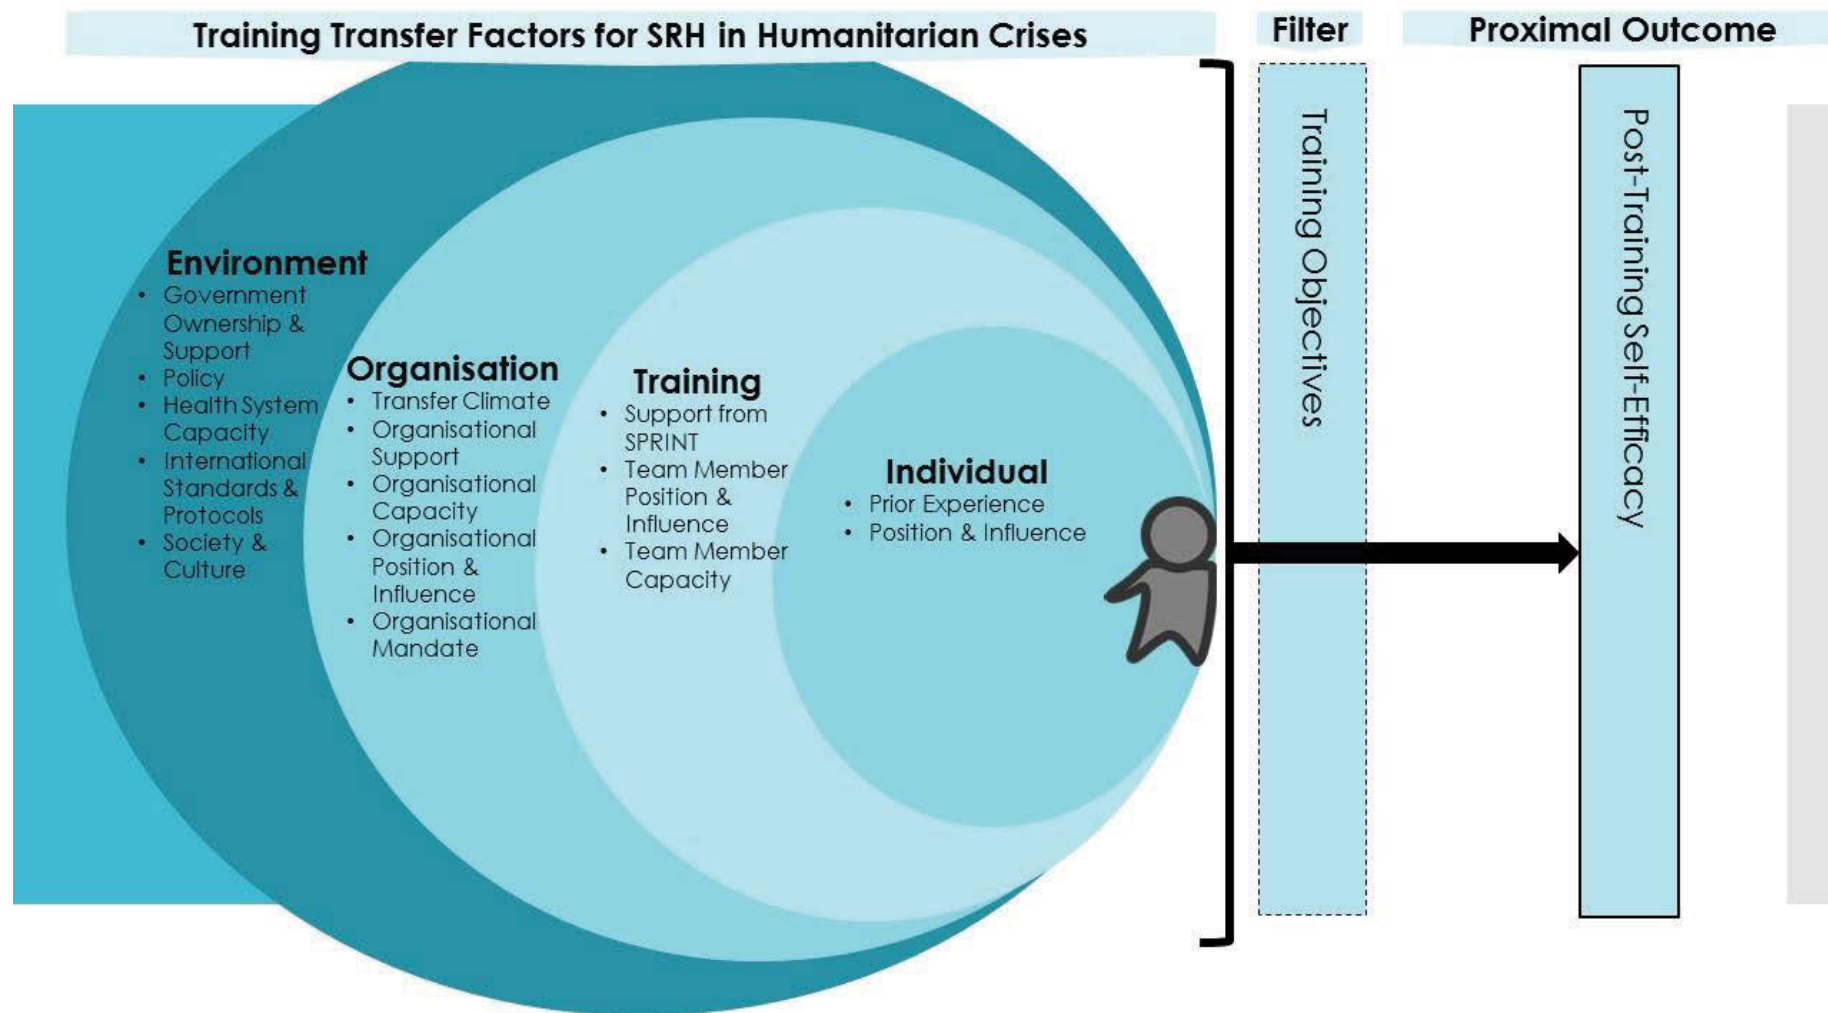 Training Transfer Factors for SRH in Humanitarian Crises
Filter
Proximal Outcome
Environment
• Government
Ownership &
Support
• Policy
• Health System
Capacity
• International
Standards &
Protocols
• Society &
Culture
Organisation
• Transfer Climate
• Organisational
Support
• Organisational
Capacity
• Organisational
Position &
Influence
• Organisational
Mandate
Training
• Support from
SPRINT
• Team Member
Position &
Influence
• Team Member
Capacity
Individual
• Prior Experience
• Position & Influence
Training Objectives
Post-Training Self-Efficacy